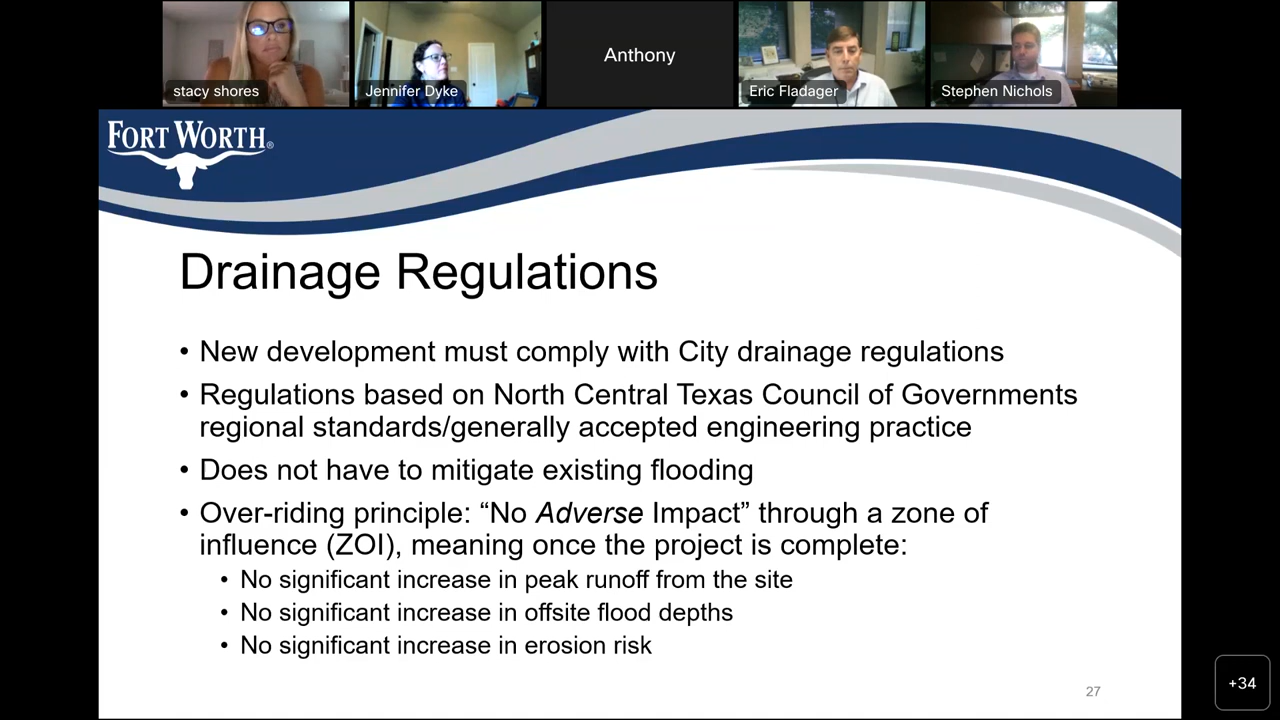 stacy shores
Jennifer Dyke
Anthony
Eric Fladager
Stephen Nichols
FORT WORTH®
Drainage Regulations
• New development must comply with City drainage regulations
• Regulations based on North Central Texas Council of Governments
regional standards/generally accepted engineering practice
• Does not have to mitigate existing flooding
• Over-riding principle: “No Adverse Impact” through a zone of
influence (ZOI), meaning once the project is complete:
• No significant increase in peak runoff from the site
• No significant increase in offsite flood depths
• No significant increase in erosion risk
27
+34